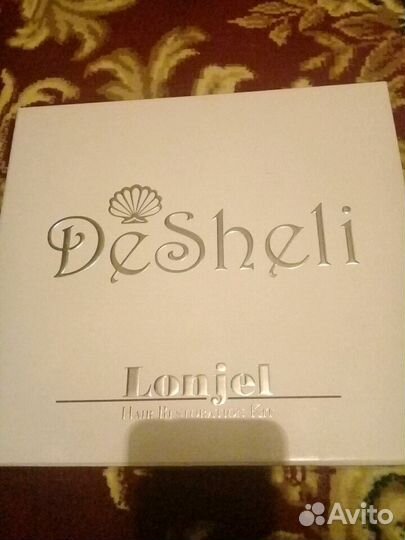 DeSheli
Lonjel
HAIR RESTORATION KIT
Avito